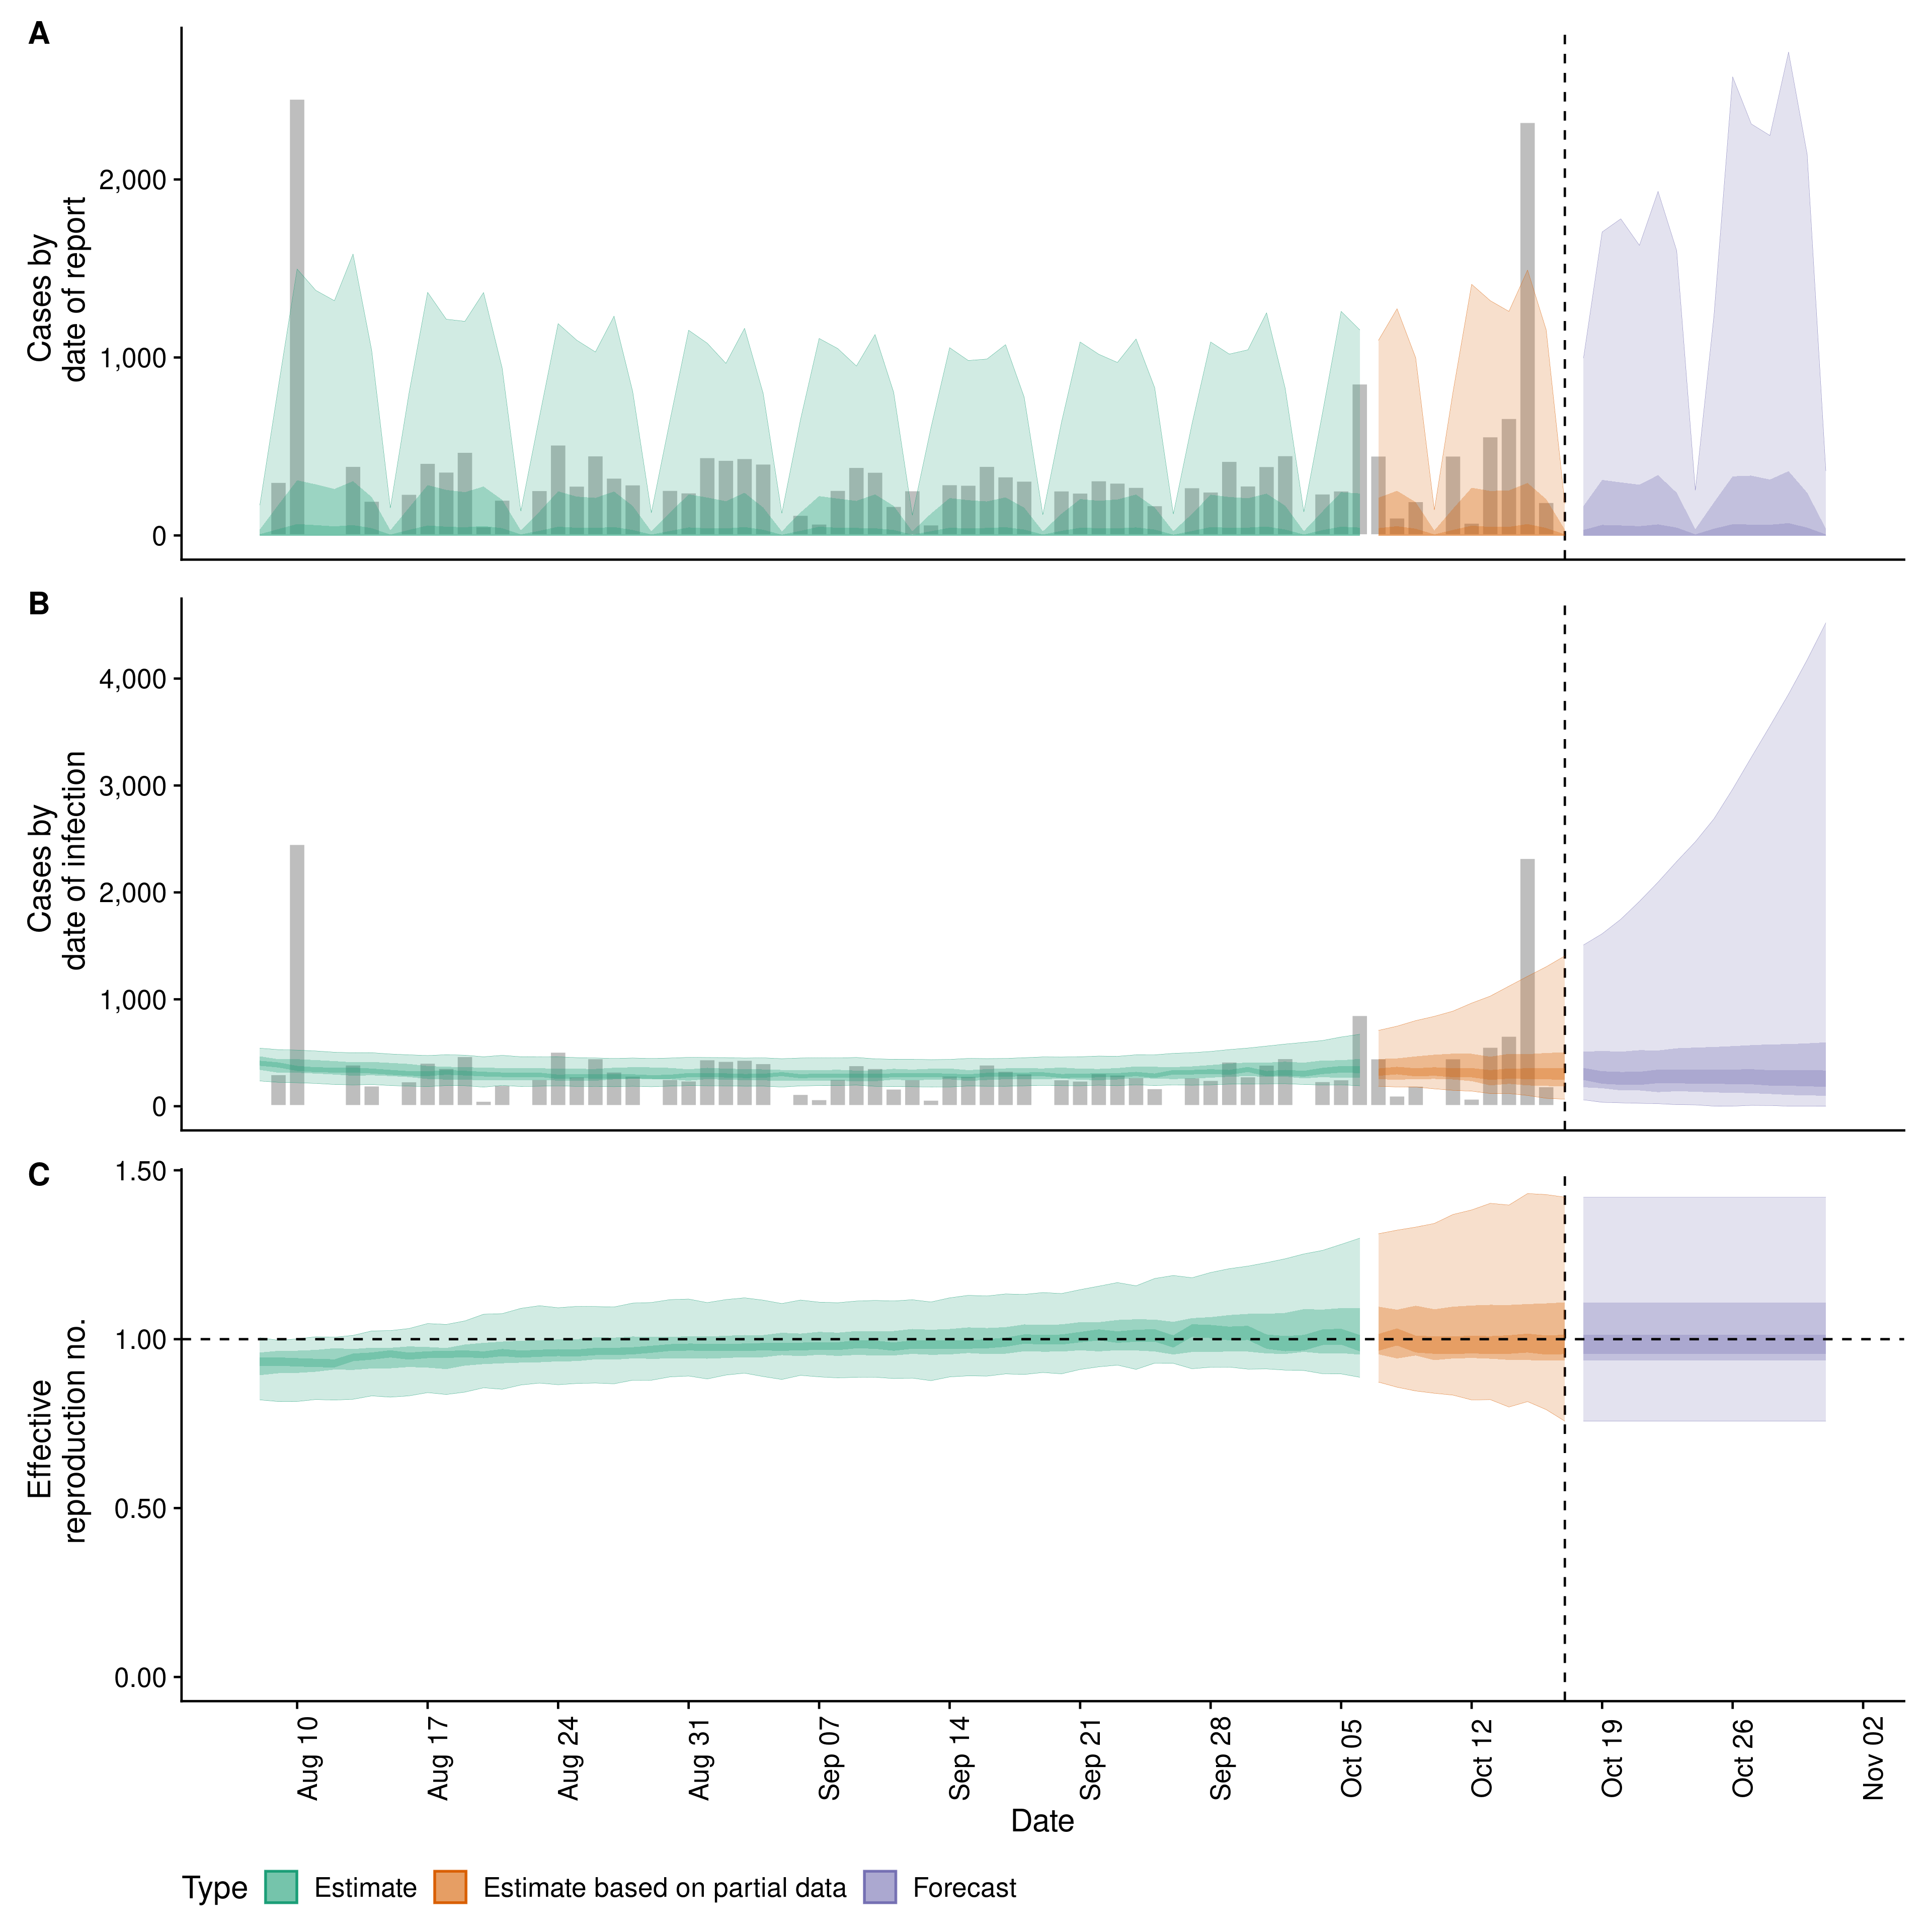 A
Cases by
date of report
2,000
1,000
0
B
Cases by
date of infection
4,000
3,000
2,000
1,000
0
C
Effective
reproduction no.
1.50
1.00
0.50
0.00
Aug 10
Aug 17
Aug 24
Aug 31
Sep 07
Sep 14
Sep 21
Sep 28
Oct 05
Oct 12
Oct 19
Oct 26
Nov 02
Date
Type Estimate Estimate based on partial data Forecast